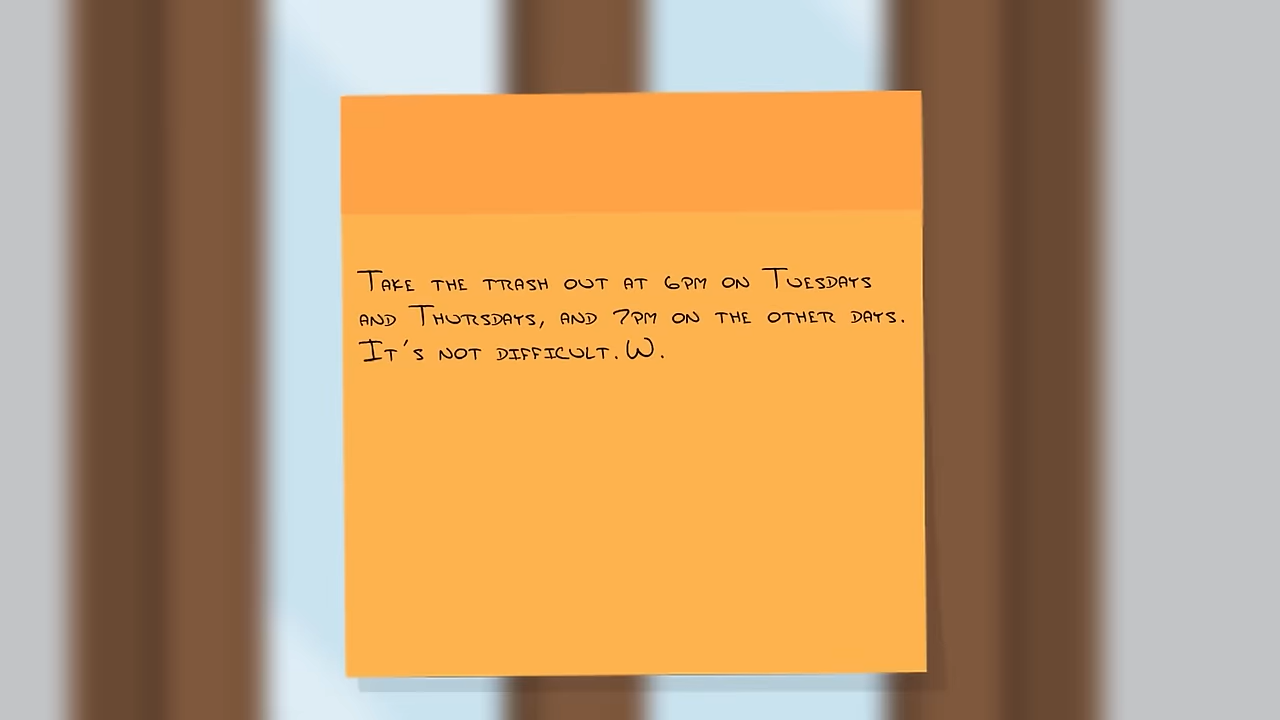 Take the trash out at 6pm on Tuesdays
and Thursdays, and 7pm on the other days.
It's not difficult. W.